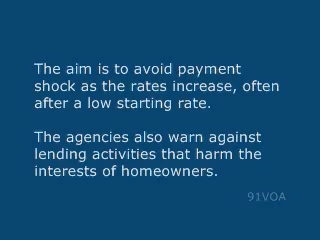 The aim is to avoid payment
shock as the rates increase, often
after a low starting rate.
The agencies also warn against
lending activities that harm the
interests of homeowners.
91VOA